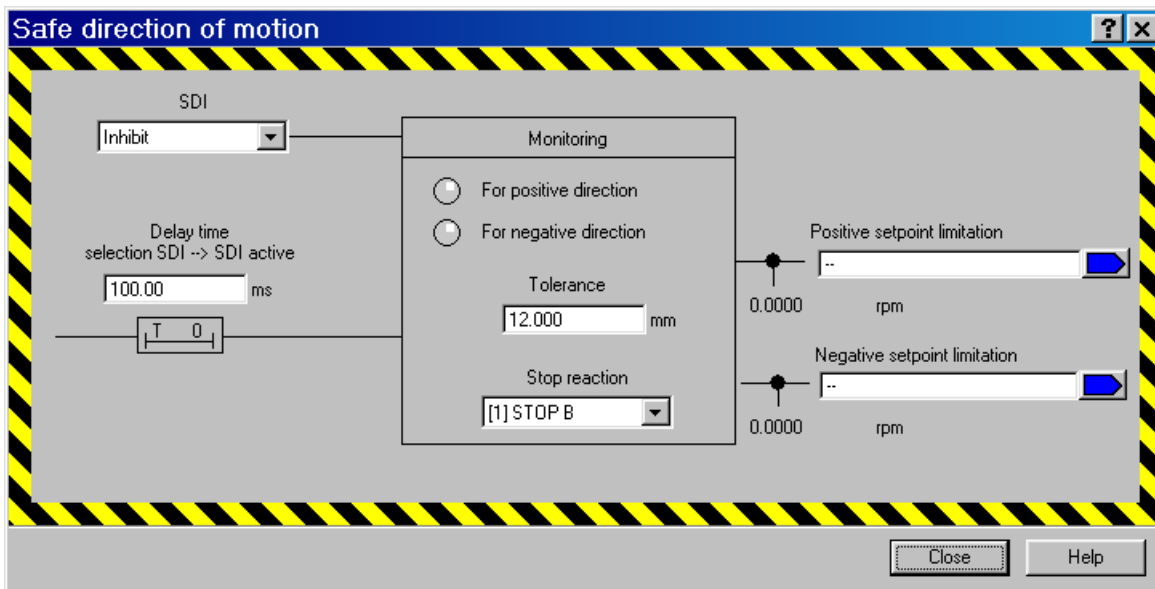 Safe direction of motion
? ×
SDI
Inhibit
Monitoring
For positive direction
For negative direction
Delay time
selection SDI --> SDI active
100.00 ms
T 0
Tolerance
12.000 mm
Stop reaction
[1] STOP B
Positive setpoint limitation
--
0.0000 rpm
Negative setpoint limitation
--
0.0000 rpm
Close Help